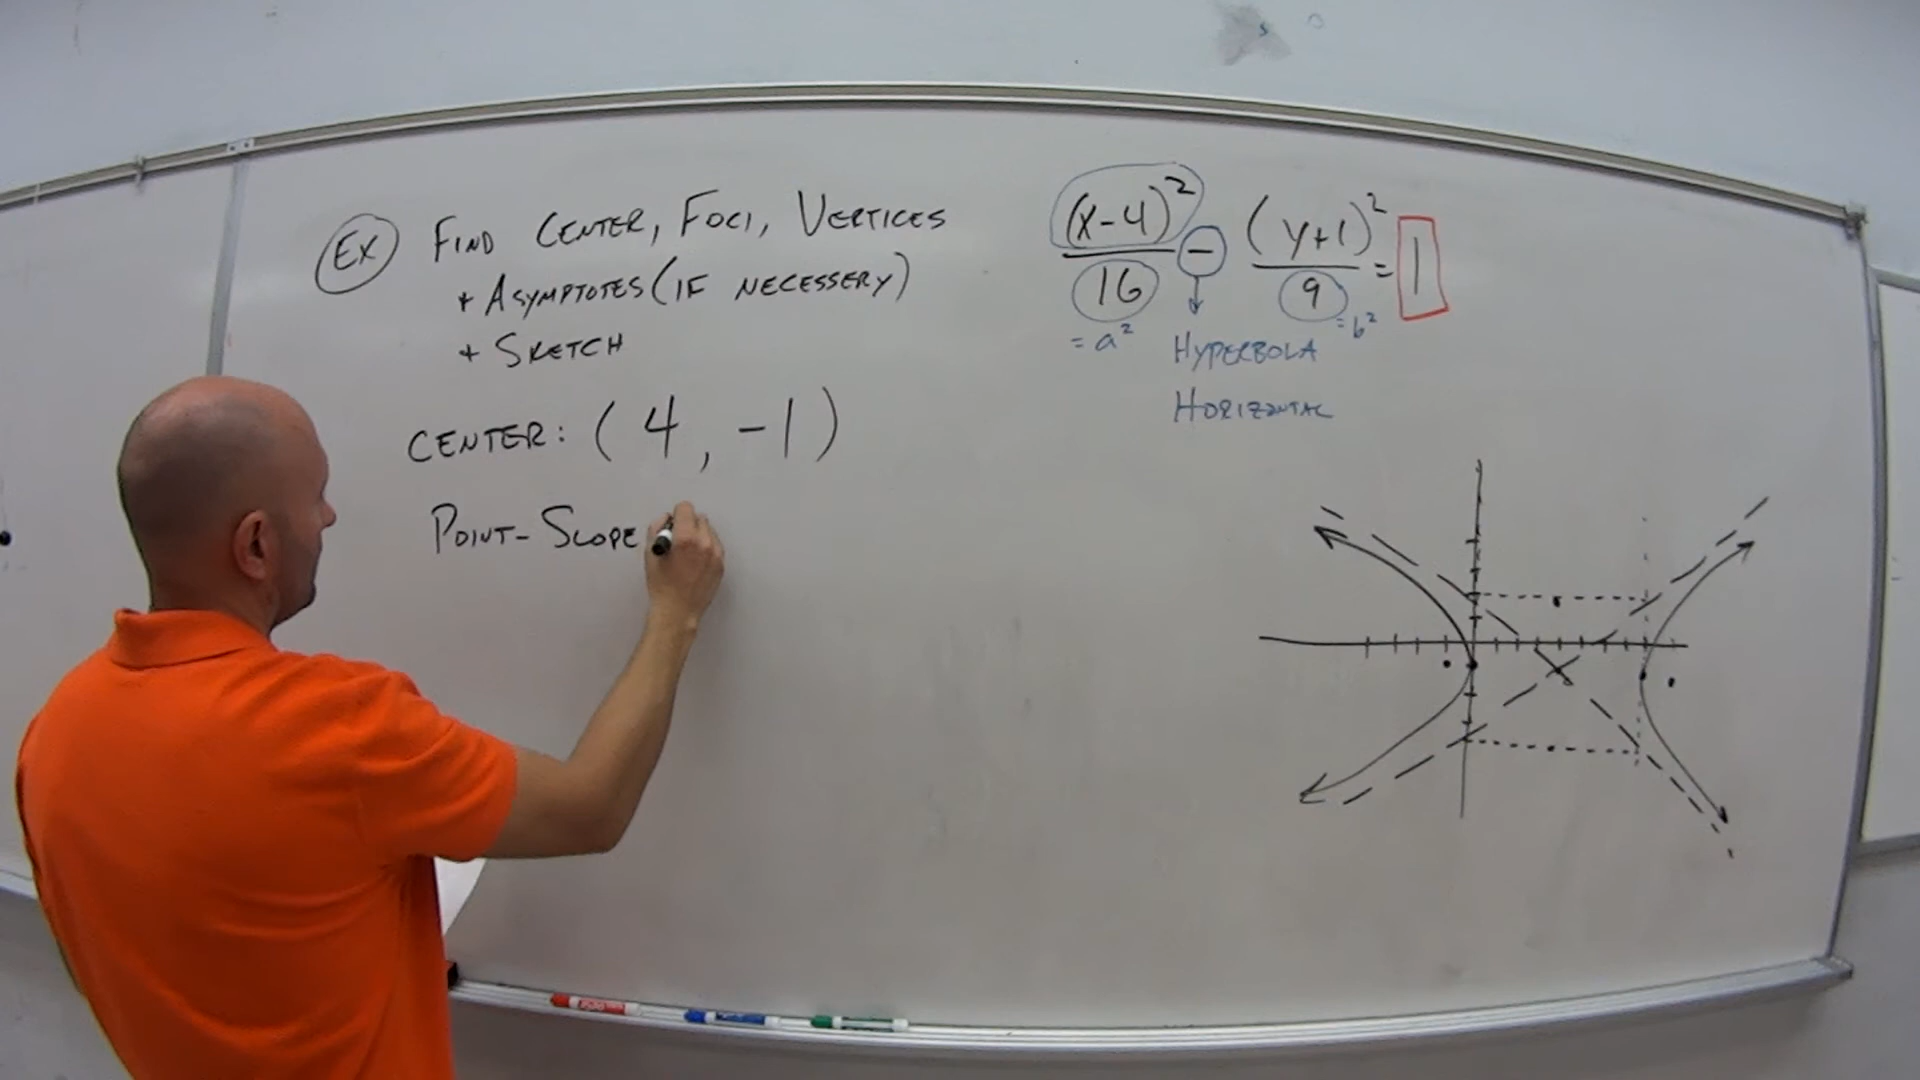 EX FIND CENTER, FOCI, VERTICES
+ ASYMPTOTES (IF NECESSERY)
+ SKETCH
CENTER: (4, -1)
POINT-SLOPE
(x-4)² / 16 - (y+1)² / 9 = 1
= a² = b²
HYPERBOLA
HORIZONTAL